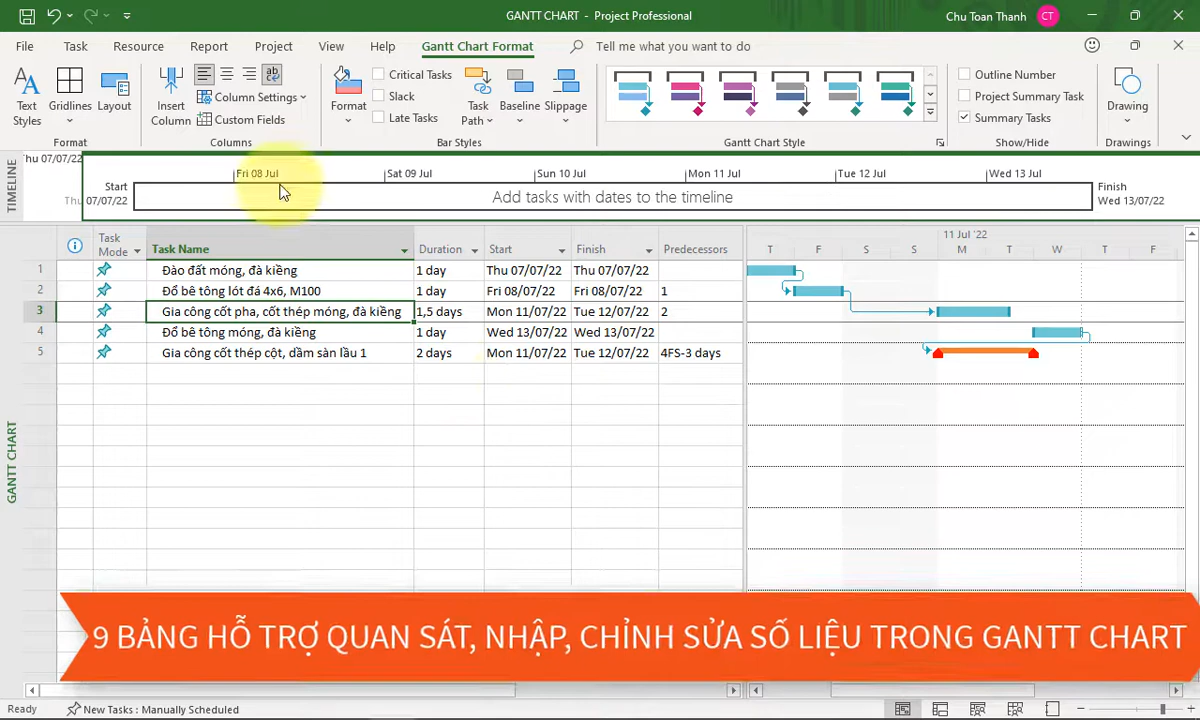 GANTT CHART - Project Professional
Chu Toan Thanh
CT
File Task Resource Report Project View Help Gantt Chart Format Tell me what you want to do
Text Styles
Gridlines
Layout
Format
Insert Column
Column Settings
Custom Fields
Columns
Format
Critical Tasks
Slack
Late Tasks
Task Path
Baseline
Slippage
Bar Styles
Gantt Chart Style
Outline Number
Project Summary Task
Summary Tasks
Show/Hide
Drawing
Drawings
TIMELINE
Thu 07/07/22
Fri 08 Jul Sat 09 Jul Sun 10 Jul Mon 11 Jul Tue 12 Jul Wed 13 Jul
Start
Thu 07/07/22
Add tasks with dates to the timeline
Finish
Wed 13/07/22
GANTT CHART
Task Mode Task Name Duration Start Finish Predecessors
11 Jul '22
T F S S M T W T F
1 Đào đất móng, đà kiềng 1 day Thu 07/07/22 Thu 07/07/22
2 Đổ bê tông lót đá 4x6, M100 1 day Fri 08/07/22 Fri 08/07/22 1
3 Gia công cốt pha, cốt thép móng, đà kiềng 1,5 days Mon 11/07/22 Tue 12/07/22 2
4 Đổ bê tông móng, đà kiềng 1 day Wed 13/07/22 Wed 13/07/22
5 Gia công cốt thép cột, dầm sàn lầu 1 2 days Mon 11/07/22 Tue 12/07/22 4FS-3 days
9 BẢNG HỖ TRỢ QUAN SÁT, NHẬP, CHỈNH SỬA SỐ LIỆU TRONG GANTT CHART
Ready New Tasks : Manually Scheduled